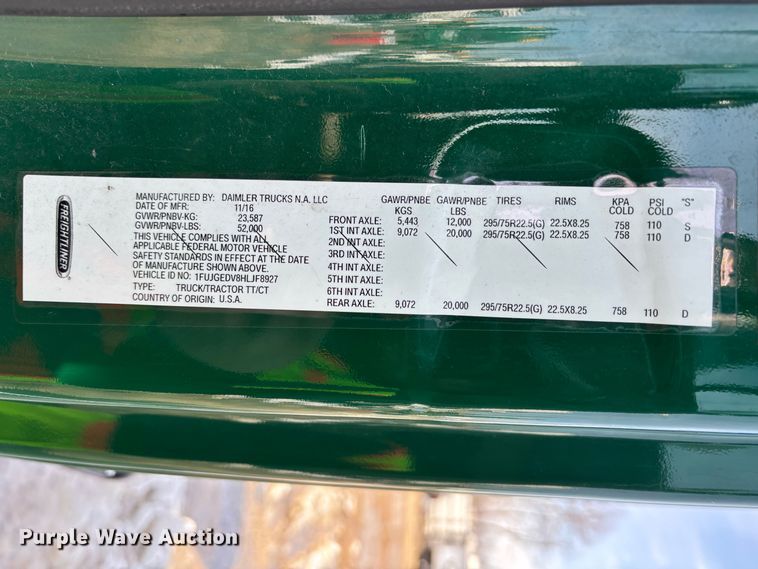 FREIGHTLINER
MANUFACTURED BY: DAIMLER TRUCKS N.A. LLC
DATE OF MFR: 11/16
GVWR/PNBV-KG: 23,587
GVWR/PNBV-LBS: 52,000
THIS VEHICLE COMPLIES WITH ALL
APPLICABLE FEDERAL MOTOR VEHICLE
SAFETY STANDARDS IN EFFECT AT THE DATE
OF MANUFACTURE SHOWN ABOVE.
VEHICLE ID NO.: 1FUJGEDV8HLJF8927
TYPE: TRUCK/TRACTOR TT/CT
COUNTRY OF ORIGIN: U.S.A.
GAWR/PNBE KGS GAWR/PNBE LBS TIRES RIMS KPA COLD PSI COLD "S"
FRONT AXLE: 5,443 12,000 295/75R22.5(G) 22.5X8.25 758 110 S
1ST INT AXLE: 9,072 20,000 295/75R22.5(G) 22.5X8.25 758 110 D
2ND INT AXLE:
3RD INT AXLE:
4TH INT AXLE:
5TH INT AXLE:
6TH INT AXLE:
REAR AXLE: 9,072 20,000 295/75R22.5(G) 22.5X8.25 758 110 D
Purple Wave Auction